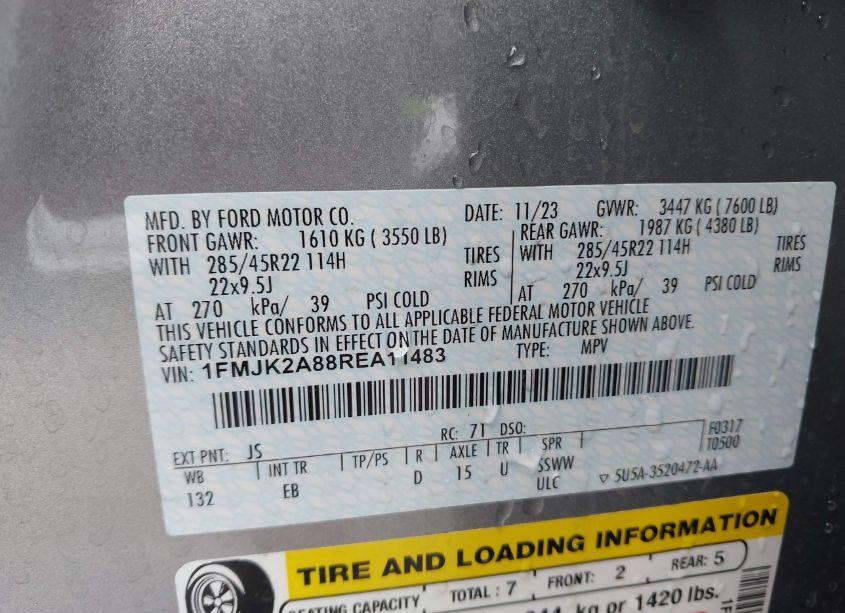 MFD. BY FORD MOTOR CO. DATE: 11/23 GVWR: 3447 KG ( 7600 LB)
FRONT GAWR: 1610 KG ( 3550 LB) REAR GAWR: 1987 KG ( 4380 LB)
WITH 285/45R22 114H TIRES WITH 285/45R22 114H TIRES
22x9.5J RIMS 22x9.5J RIMS
AT 270 kPa/ 39 PSI COLD AT 270 kPa/ 39 PSI COLD
THIS VEHICLE CONFORMS TO ALL APPLICABLE FEDERAL MOTOR VEHICLE
SAFETY STANDARDS IN EFFECT ON THE DATE OF MANUFACTURE SHOWN ABOVE.
VIN: 1FMJK2A88REA11483 TYPE: MPV
EXT PNT: JS RC: 71 DSO: F0317
WB INT TR TP/PS R AXLE TR SPR T0500
132 EB D 15 U SSWW
ULC ▽ 5U5A-3520472-AA
TIRE AND LOADING INFORMATION
SEATING CAPACITY TOTAL : 7 FRONT: 2 REAR: 5
kg or 1420 lbs.